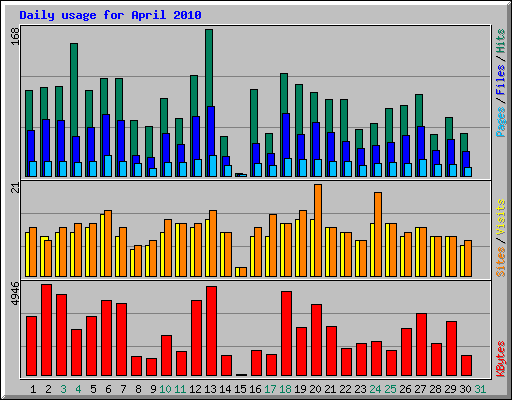 Daily usage for April 2010
168
Pages / Files / Hits
21
Sites / Visits
4946
KBytes
1 2 3 4 5 6 7 8 9 10 11 12 13 14 15 16 17 18 19 20 21 22 23 24 25 26 27 28 29 30 31